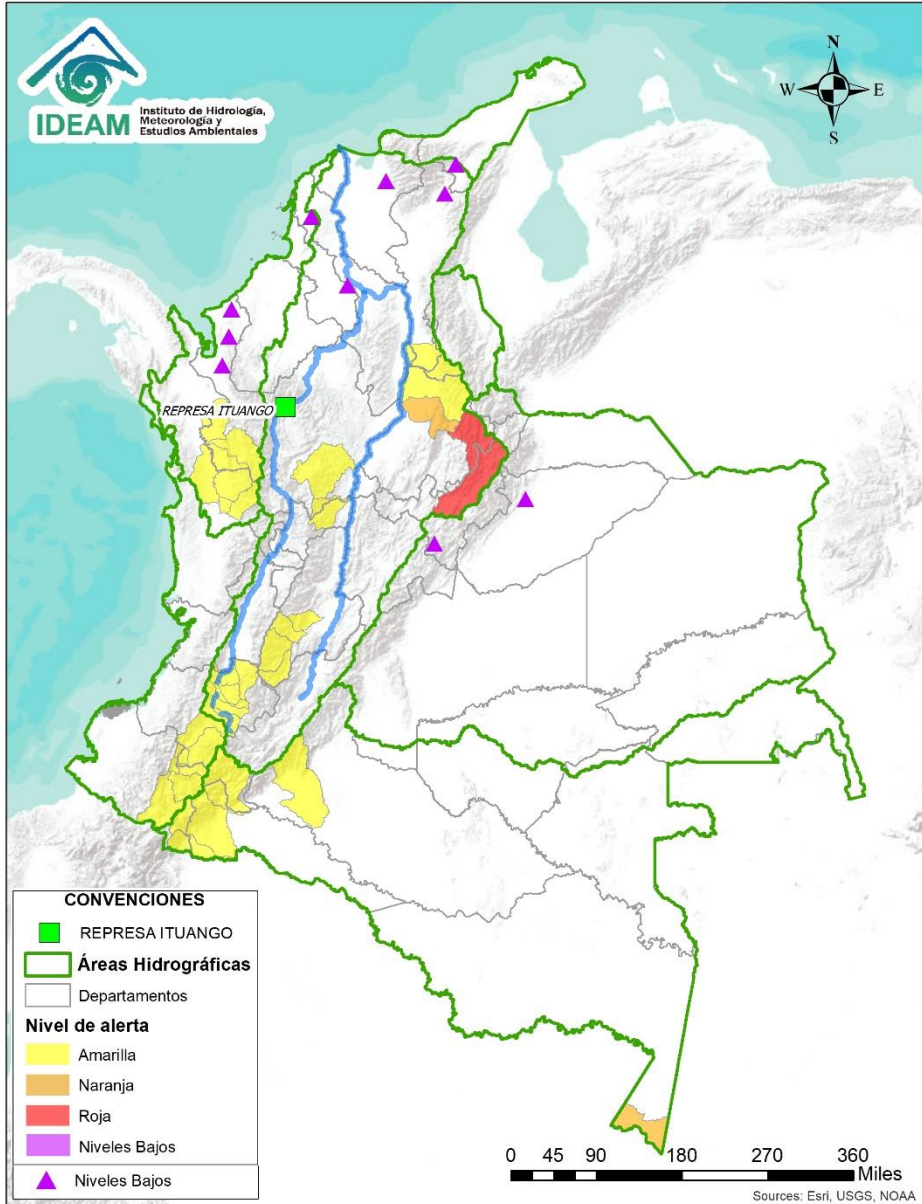 IDEAM
Instituto de Hidrología,
Meteorología y
Estudios Ambientales
N
W
E
S
REPRESA ITUANGO
CONVENCIONES
REPRESA ITUANGO
Áreas Hidrográficas
Departamentos
Nivel de alerta
Amarilla
Naranja
Roja
Niveles Bajos
Niveles Bajos
0 45 90 180 270 360
Miles
Sources: Esri, USGS, NOAA